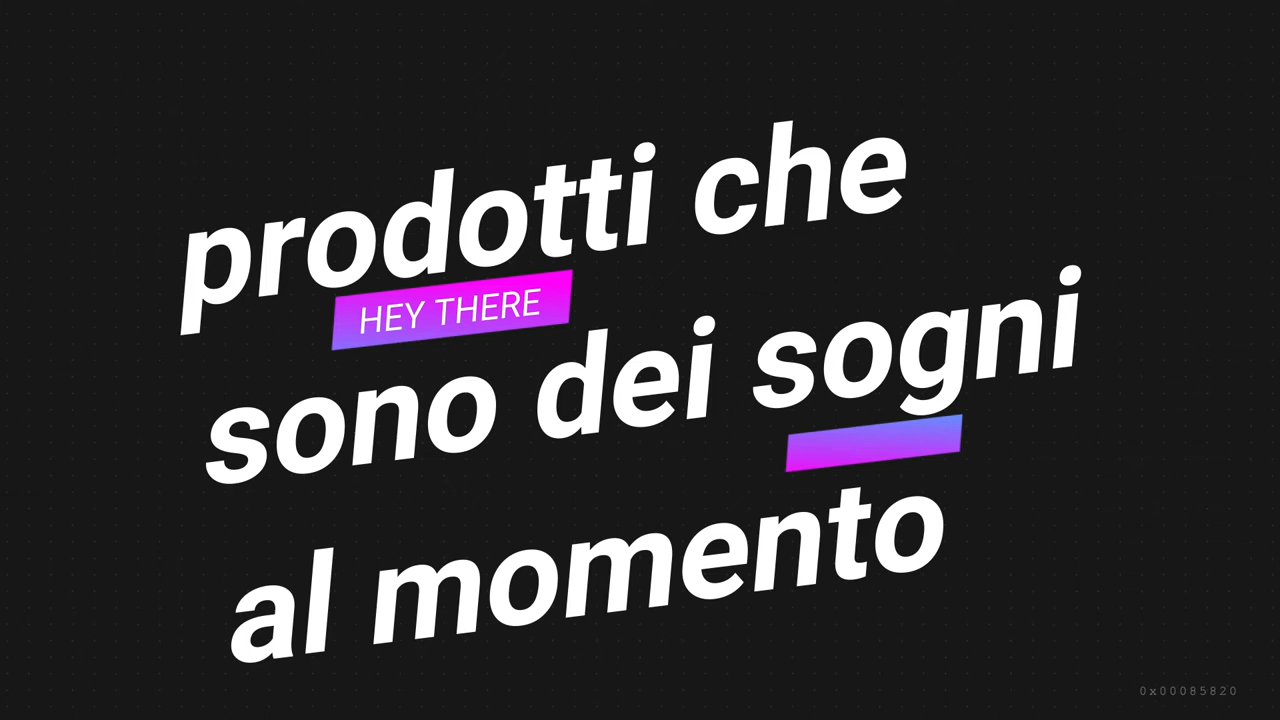 prodotti che
HEY THERE
sono dei sogni
al momento
0x00085820